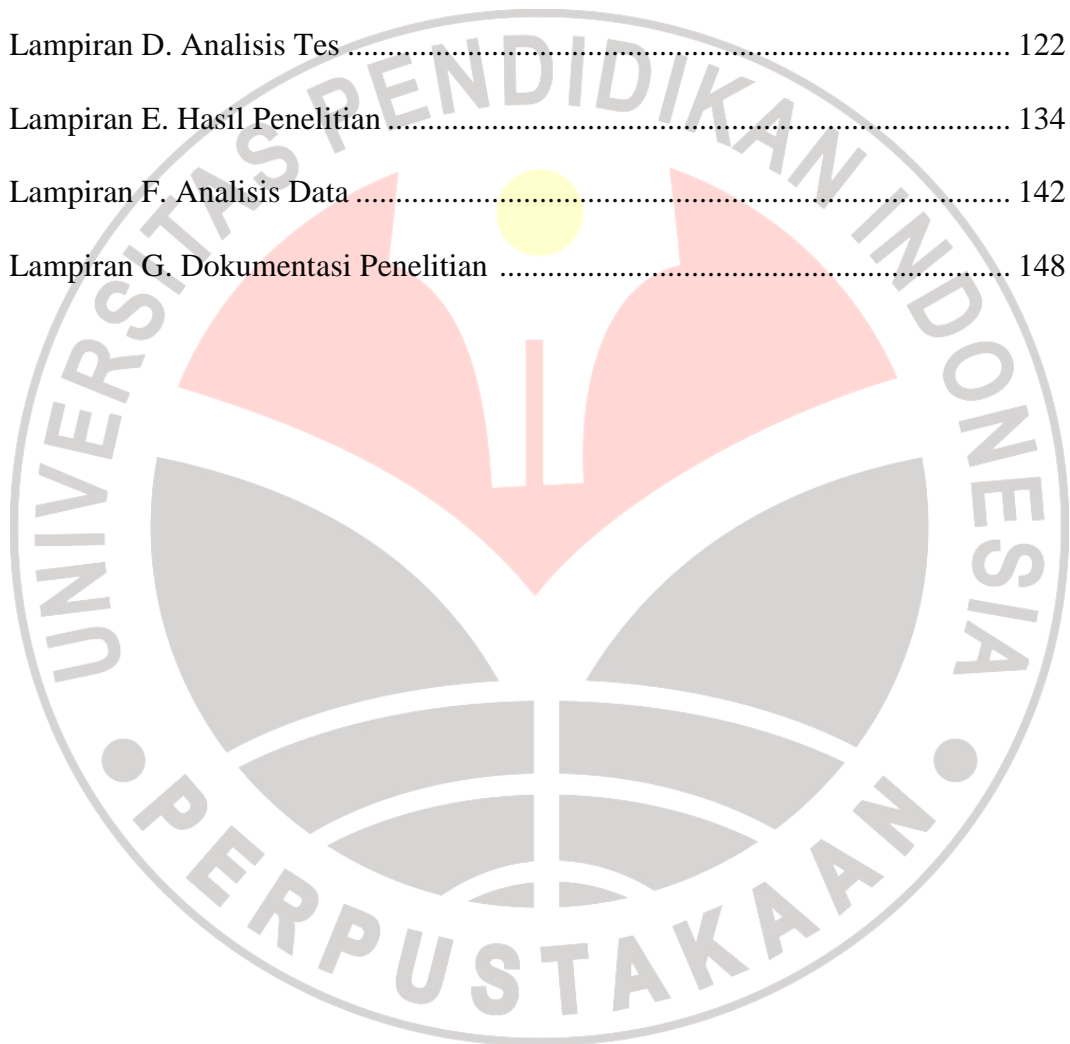 Lampiran D. Analisis Tes .................................................................................. 122
Lampiran E. Hasil Penelitian ............................................................................. 134
Lampiran F. Analisis Data ................................................................................. 142
Lampiran G. Dokumentasi Penelitian ............................................................... 148
UNIVERSITAS PENDIDIKAN INDONESIA
PERPUSTAKAAN